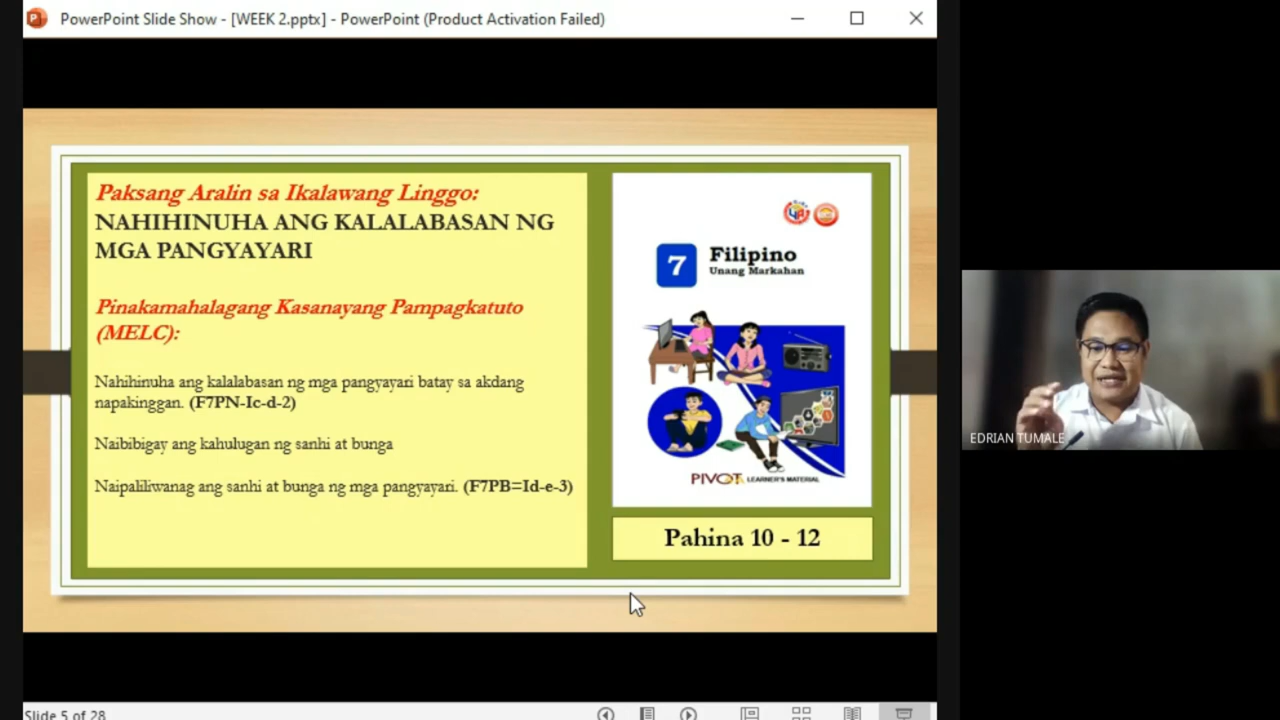 PowerPoint Slide Show - [WEEK 2.pptx] - PowerPoint (Product Activation Failed)
Paksang Aralin sa Ikalawang Linggo:
NAHIHINUHA ANG KALALABASAN NG
MGA PANGYAYARI
Pinakamahalagang Kasanayang Pampagkatuto
(MELC):
Nahihinuha ang kalalabasan ng mga pangyayari batay sa akdang
napakinggan. (F7PN-Ic-d-2)
Naibibigay ang kahulugan ng sanhi at bunga
Naipaliliwanag ang sanhi at bunga ng mga pangyayari. (F7PB=Id-e-3)
7
Filipino
Unang Markahan
PIVOT LEARNER'S MATERIAL
Pahina 10 - 12
EDRIAN TUMALE
Slide 5 of 28